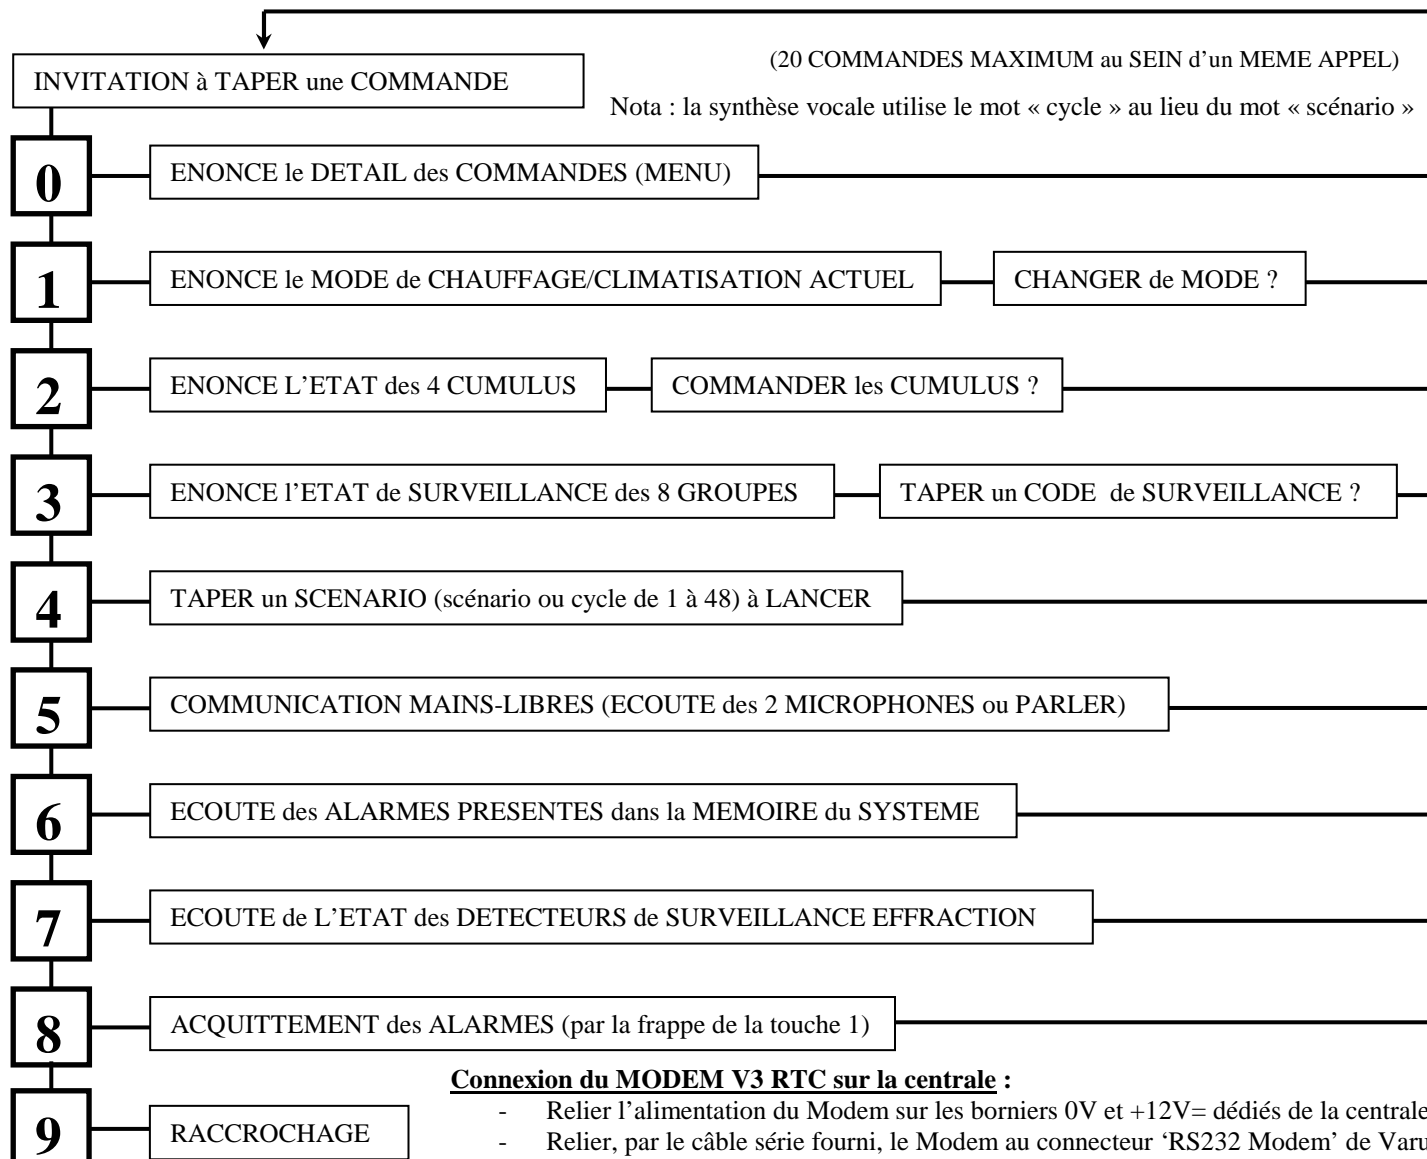 INVITATION à TAPER une COMMANDE
(20 COMMANDES MAXIMUM au SEIN d’un MEME APPEL)
Nota : la synthèse vocale utilise le mot « cycle » au lieu du mot « scénario »
0
ENONCE le DETAIL des COMMANDES (MENU)
1
ENONCE le MODE de CHAUFFAGE/CLIMATISATION ACTUEL
CHANGER de MODE ?
2
ENONCE L’ETAT des 4 CUMULUS
COMMANDER les CUMULUS ?
3
ENONCE l’ETAT de SURVEILLANCE des 8 GROUPES
TAPER un CODE de SURVEILLANCE ?
4
TAPER un SCENARIO (scénario ou cycle de 1 à 48) à LANCER
5
COMMUNICATION MAINS-LIBRES (ECOUTE des 2 MICROPHONES ou PARLER)
6
ECOUTE des ALARMES PRESENTES dans la MEMOIRE du SYSTEME
7
ECOUTE de L’ETAT des DETECTEURS de SURVEILLANCE EFFRACTION
8
ACQUITTEMENT des ALARMES (par la frappe de la touche 1)
9
RACCROCHAGE
Connexion du MODEM V3 RTC sur la centrale :
- Relier l’alimentation du Modem sur les borniers 0V et +12V= dédiés de la centrale
- Relier, par le câble série fourni, le Modem au connecteur ‘RS232 Modem’ de Varu